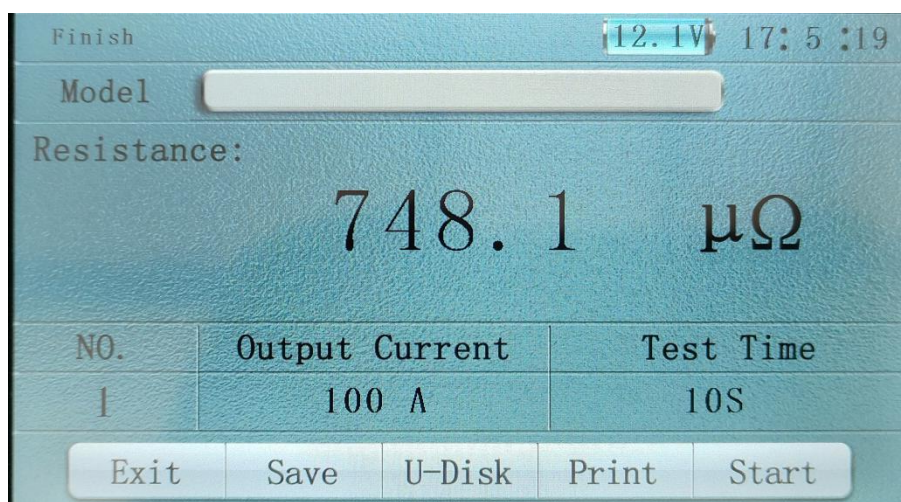 Finish 12.1V 17: 5 :19
Model
Resistance:
748.1 μΩ
NO. Output Current Test Time
1 100 A 10S
Exit Save U-Disk Print Start